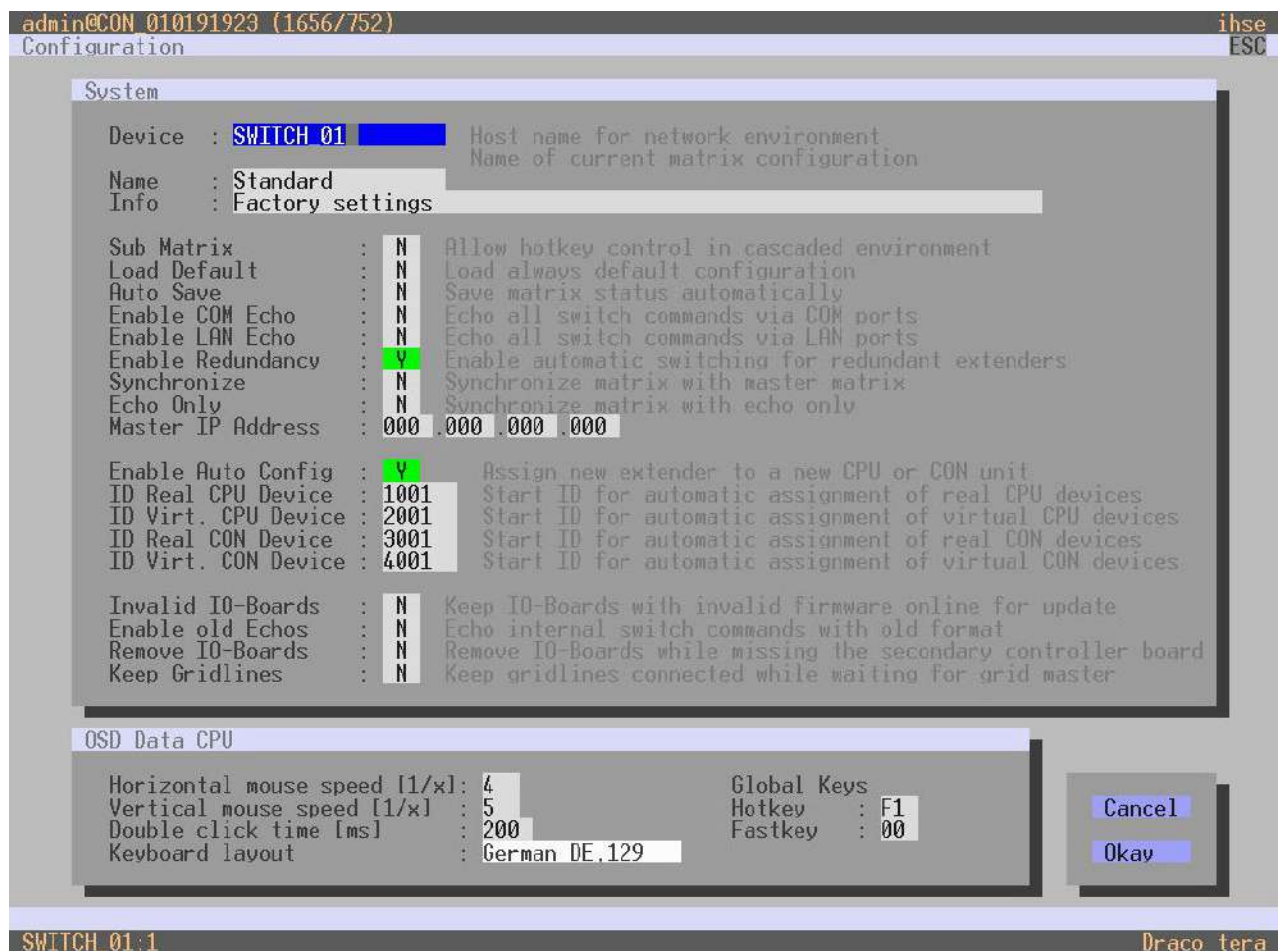 admin@CON_010191923 (1656/752) ihse
Configuration ESC
System
Device : SWITCH_01 Host name for network environment
Name of current matrix configuration
Name : Standard
Info : Factory settings
Sub Matrix : N Allow hotkey control in cascaded environment
Load Default : N Load always default configuration
Auto Save : N Save matrix status automatically
Enable COM Echo : N Echo all switch commands via COM ports
Enable LAN Echo : N Echo all switch commands via LAN ports
Enable Redundancy : Y Enable automatic switching for redundant extenders
Synchronize : N Synchronize matrix with master matrix
Echo Only : N Synchronize matrix with echo only
Master IP Address : 000 .000 .000 .000
Enable Auto Config : Y Assign new extender to a new CPU or CON unit
ID Real CPU Device : 1001 Start ID for automatic assignment of real CPU devices
ID Virt. CPU Device : 2001 Start ID for automatic assignment of virtual CPU devices
ID Real CON Device : 3001 Start ID for automatic assignment of real CON devices
ID Virt. CON Device : 4001 Start ID for automatic assignment of virtual CON devices
Invalid IO-Boards : N Keep IO-Boards with invalid firmware online for update
Enable old Echos : N Echo internal switch commands with old format
Remove IO-Boards : N Remove IO-Boards while missing the secondary controller board
Keep Gridlines : N Keep gridlines connected while waiting for grid master
OSD Data CPU
Horizontal mouse speed [1/x]: 4 Global Keys
Vertical mouse speed [1/x] : 5 Hotkey : F1
Double click time [ms] : 200 Fastkey : 00
Keyboard layout : German DE,129
Cancel
Okay
SWITCH_01:1 Draco tera